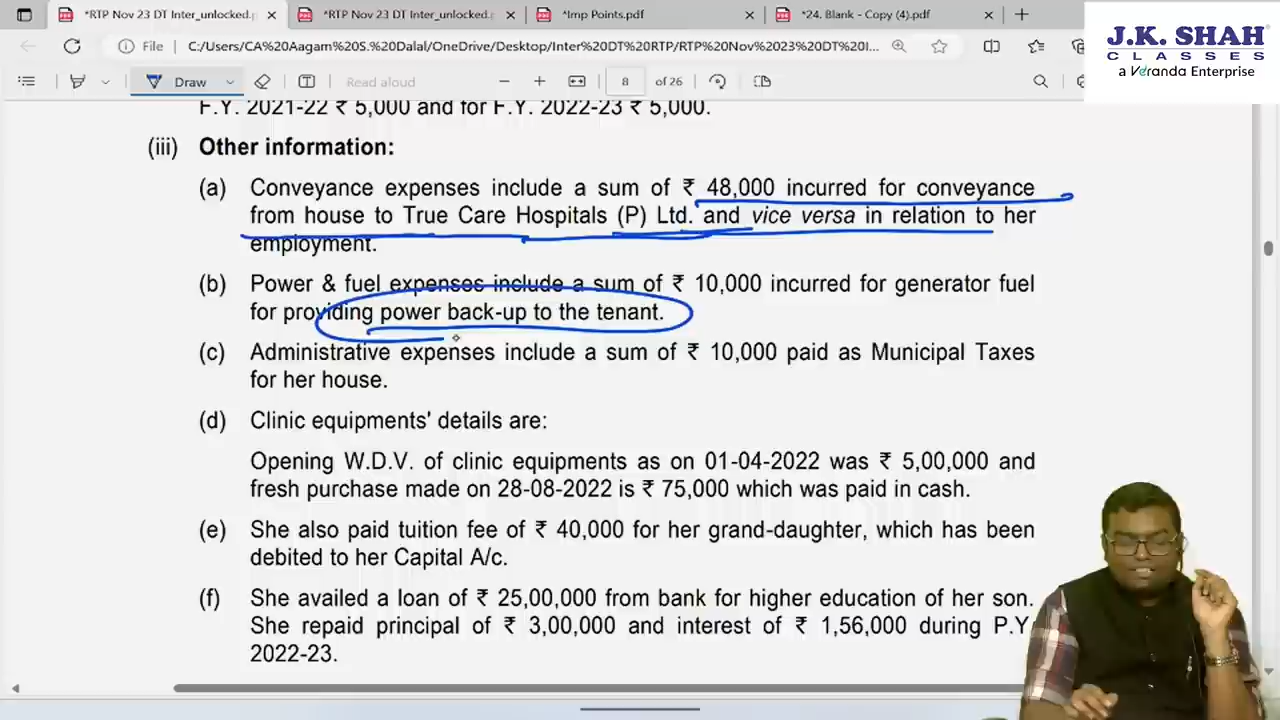 *RTP Nov 23 DT Inter_unlocked.p
*RTP Nov 23 DT Inter_unlocked.p
*Imp Points.pdf
*24. Blank - Copy (4).pdf
J.K. SHAH
CLASSES
a Veranda Enterprise
File
C:/Users/CA%20Aagam%20S.%20Dalal/OneDrive/Desktop/Inter%20DT%20RTP/RTP%20Nov%2023%20DT%20I...
Draw
Read aloud
8
of 26
F.Y. 2021-22 ₹ 5,000 and for F.Y. 2022-23 ₹ 5,000.
(iii) Other information:
(a) Conveyance expenses include a sum of ₹ 48,000 incurred for conveyance
from house to True Care Hospitals (P) Ltd. and vice versa in relation to her
employment.
(b) Power & fuel expenses include a sum of ₹ 10,000 incurred for generator fuel
for providing power back-up to the tenant.
(c) Administrative expenses include a sum of ₹ 10,000 paid as Municipal Taxes
for her house.
(d) Clinic equipments' details are:
Opening W.D.V. of clinic equipments as on 01-04-2022 was ₹ 5,00,000 and
fresh purchase made on 28-08-2022 is ₹ 75,000 which was paid in cash.
(e) She also paid tuition fee of ₹ 40,000 for her grand-daughter, which has been
debited to her Capital A/c.
(f) She availed a loan of ₹ 25,00,000 from bank for higher education of her son.
She repaid principal of ₹ 3,00,000 and interest of ₹ 1,56,000 during P.Y.
2022-23.